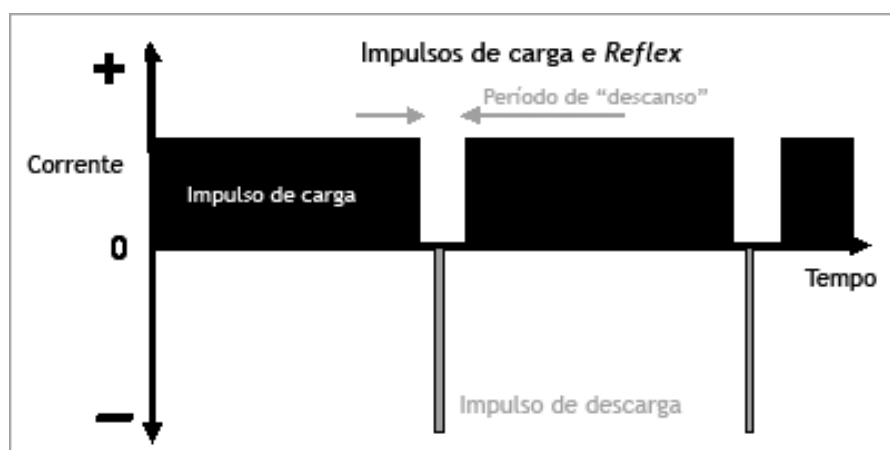 +
Impulsos de carga e Reflex
Período de “descanso”
Corrente
Impulso de carga
0
Tempo
Impulso de descarga
−